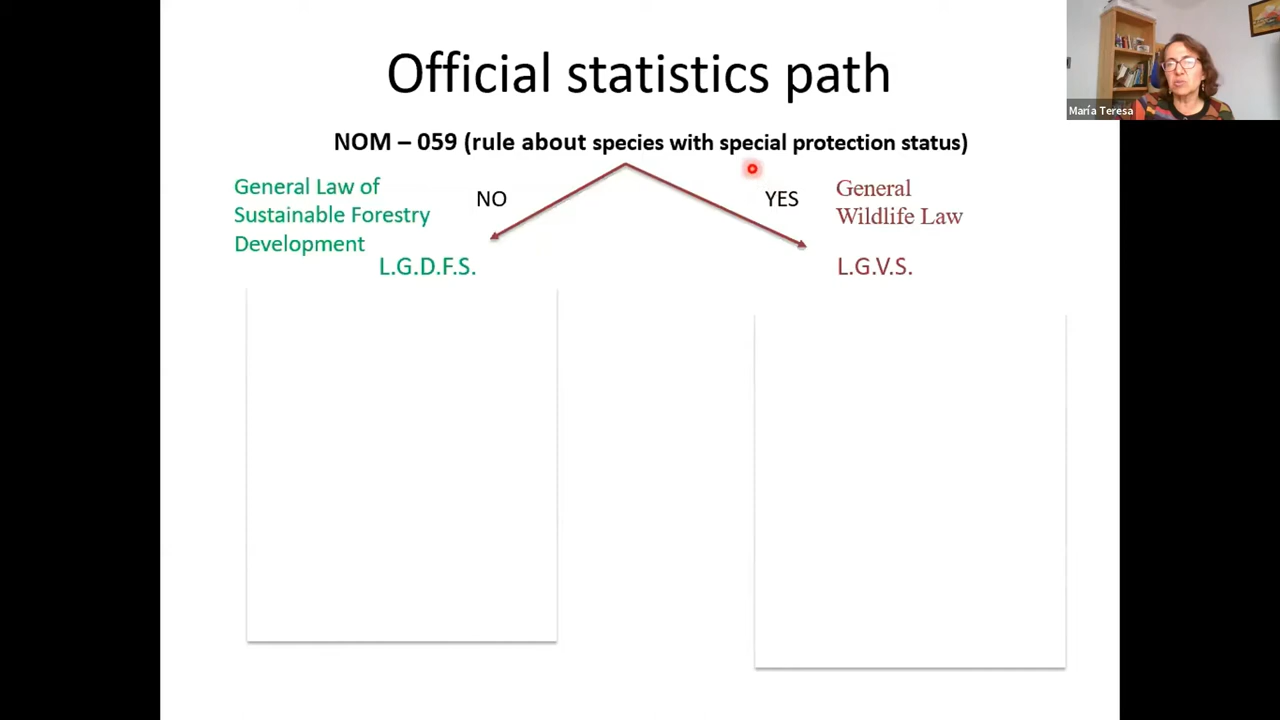 Official statistics path
María Teresa
NOM – 059 (rule about species with special protection status)
General Law of
Sustainable Forestry
Development
NO
YES
General
Wildlife Law
L.G.D.F.S.
L.G.V.S.